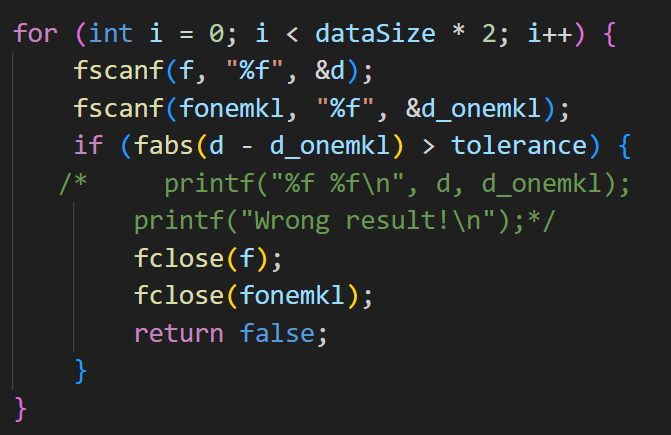 for (int i = 0; i < dataSize * 2; i++) {
    fscanf(f, "%f", &d);
    fscanf(fonemkl, "%f", &d_onemkl);
    if (fabs(d - d_onemkl) > tolerance) {
   /*     printf("%f %f\n", d, d_onemkl);
        printf("Wrong result!\n");*/
        fclose(f);
        fclose(fonemkl);
        return false;
    }
}